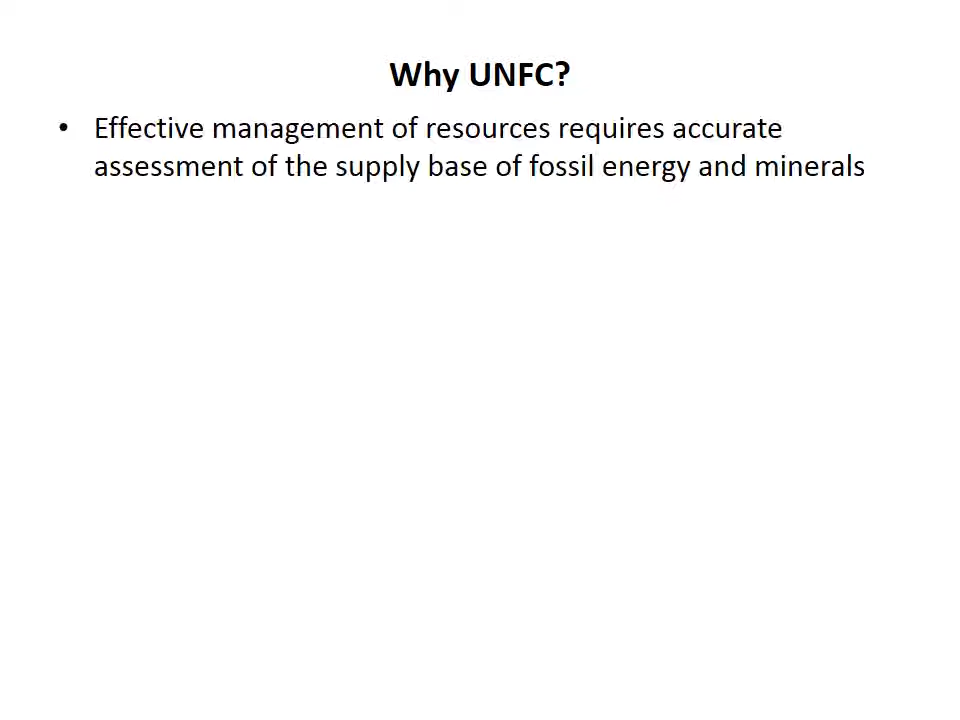 Why UNFC?
• Effective management of resources requires accurate
assessment of the supply base of fossil energy and minerals